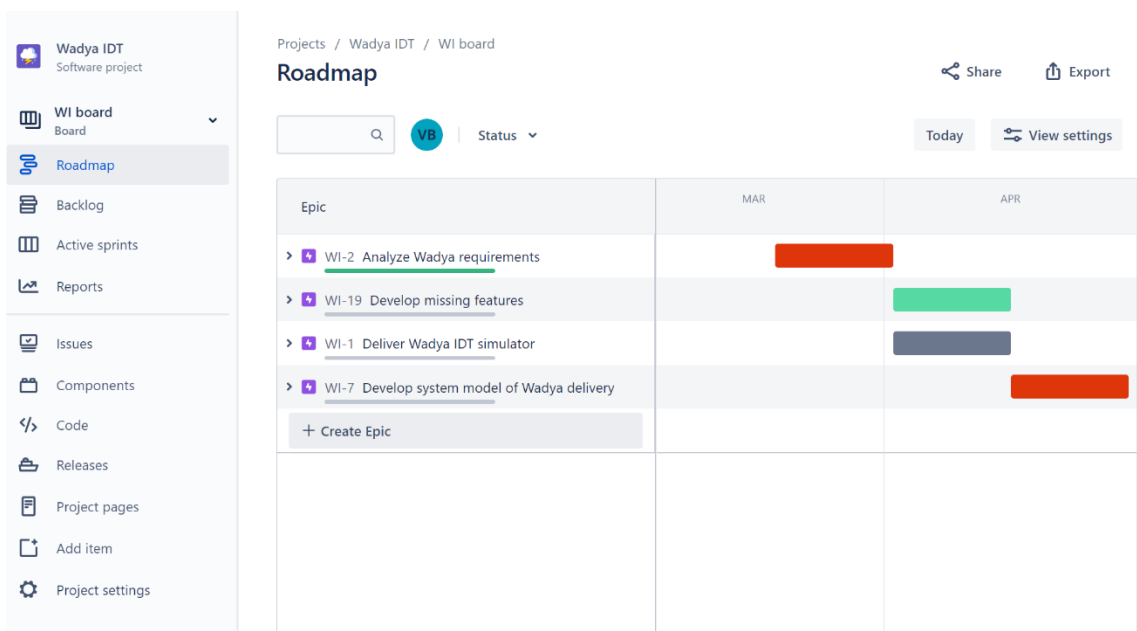 Wadya IDT
Software project
WI board
Board
Roadmap
Backlog
Active sprints
Reports
Issues
Components
Code
Releases
Project pages
Add item
Project settings
Projects / Wadya IDT / WI board
Roadmap
Share
Export
VB
Status
Today
View settings
Epic
MAR
APR
WI-2 Analyze Wadya requirements
WI-19 Develop missing features
WI-1 Deliver Wadya IDT simulator
WI-7 Develop system model of Wadya delivery
+ Create Epic